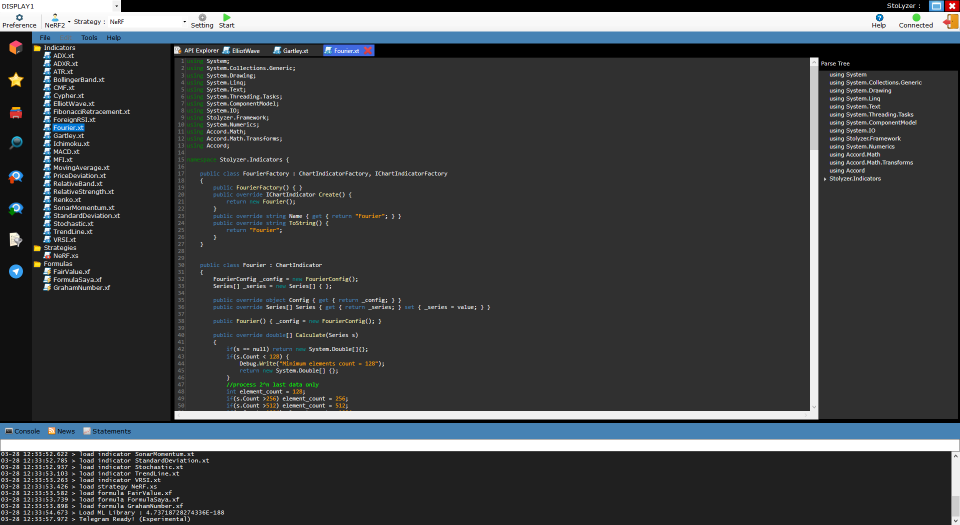 DISPLAY1
StoLyzer :
Preference
NeRF2
Strategy : NeRF
Setting
Start
Help
Connected
File
Tools
Help
Indicators
ADX.xt
ADXR.xt
ATR.xt
BollingerBand.xt
CMF.xt
Cypher.xt
ElliotWave.xt
FibonacciRetracement.xt
ForeignRSI.xt
Fourier.xt
Gartley.xt
Ichimoku.xt
MACD.xt
MFI.xt
MovingAverage.xt
PriceDeviation.xt
RelativeBand.xt
RelativeStrength.xt
Renko.xt
SonarMomentum.xt
StandardDeviation.xt
Stochastic.xt
TrendLine.xt
VRSI.xt
Strategies
NeRF.xs
Formulas
FairValue.xf
FormulaSaya.xf
GrahamNumber.xf
API Explorer
ElliotWave
Gartley.xt
Fourier.xt
1 using System;
2 using System.Collections.Generic;
3 using System.Drawing;
4 using System.Linq;
5 using System.Text;
6 using System.Threading.Tasks;
7 using System.ComponentModel;
8 using System.IO;
9 using Stolyzer.Framework;
10 using System.Numerics;
11 using Accord.Math;
12 using Accord.Math.Transforms;
13 using Accord;
14
15 namespace Stolyzer.Indicators {
16
17 public class FourierFactory : ChartIndicatorFactory, IChartIndicatorFactory
18 {
19 public FourierFactory() { }
20 public override IChartIndicator Create() {
21 return new Fourier();
22 }
23 public override string Name { get { return "Fourier"; } }
24 public override string ToString() {
25 return "Fourier";
26 }
27 }
28
29
30 public class Fourier : ChartIndicator
31 {
32 FourierConfig _config = new FourierConfig();
33 Series[] _series = new Series[] { };
34
35 public override object Config { get { return _config; } }
36 public override Series[] Series { get { return _series; } set { _series = value; } }
37
38 public Fourier() { _config = new FourierConfig(); }
39
40 public override double[] Calculate(Series s)
41 {
42 if(s == null) return new System.Double[]{};
43 if(s.Count < 128) {
44 Debug.Write("Minimum elements count = 128");
45 return new System.Double[] {};
46 }
47 //process 2^n last data only
48 int element_count = 128;
49 if(s.Count >256) element_count = 256;
50 if(s.Count >512) element_count = 512;
Parse Tree
using System
using System.Collections.Generic
using System.Drawing
using System.Linq
using System.Text
using System.Threading.Tasks
using System.ComponentModel
using System.IO
using Stolyzer.Framework
using System.Numerics
using Accord.Math
using Accord.Math.Transforms
using Accord
Stolyzer.Indicators
Console
News
Statements
03-28 12:33:52.622 > load indicator SonarMomentum.xt
03-28 12:33:52.785 > load indicator StandardDeviation.xt
03-28 12:33:52.937 > load indicator Stochastic.xt
03-28 12:33:53.103 > load indicator TrendLine.xt
03-28 12:33:53.263 > load indicator VRSI.xt
03-28 12:33:53.426 > load strategy NeRF.xs
03-28 12:33:53.582 > load formula FairValue.xf
03-28 12:33:53.739 > load formula FormulaSaya.xf
03-28 12:33:53.898 > load formula GrahamNumber.xf
03-28 12:33:54.673 > Load ML Library : 4.73718728274336E-188
03-28 12:33:57.972 > Telegram Ready! (Experimental)